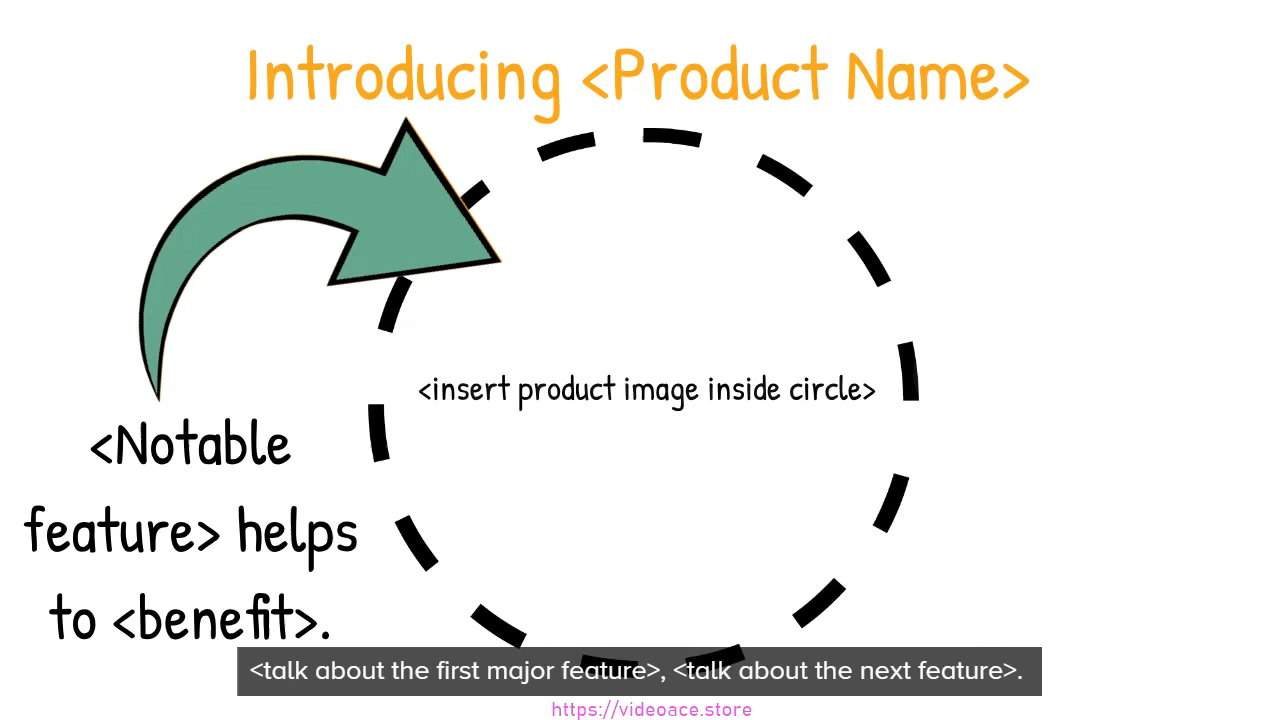 Introducing <Product Name>
<insert product image inside circle>
<Notable
feature> helps
to <benefit>.
<talk about the first major feature>, <talk about the next feature>.
https://videoace.store